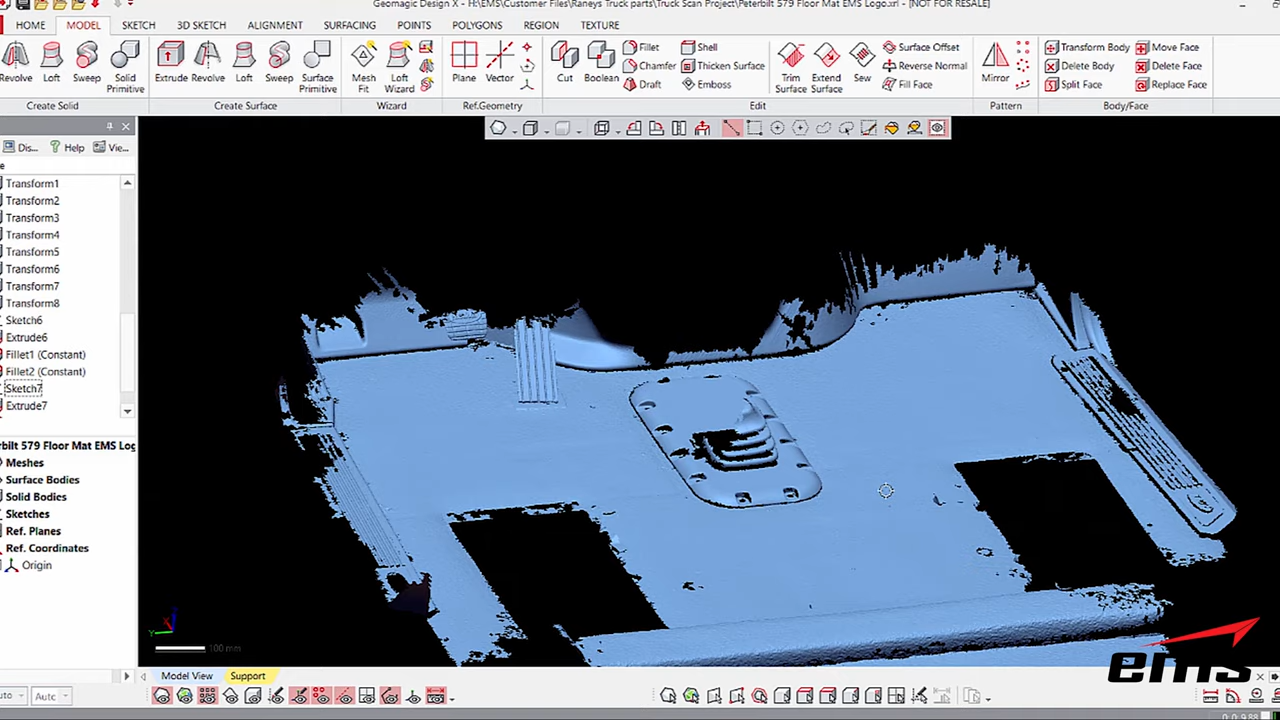 Geomagic Design X - H:\EMS\Customer Files\Raneys Truck parts\Truck Scan Project\Peterbilt 579 Floor Mat EMS Logo.xrl - [NOT FOR RESALE]
HOME MODEL SKETCH 3D SKETCH ALIGNMENT SURFACING POINTS POLYGONS REGION TEXTURE
Revolve Loft Sweep Solid Primitive
Extrude Revolve Loft Sweep Surface Primitive
Mesh Fit Loft Wizard
Plane Vector
Cut Boolean
Fillet Shell
Chamfer Thicken Surface
Draft Emboss
Trim Surface Extend Surface Sew
Surface Offset
Reverse Normal
Fill Face
Mirror
Transform Body Move Face
Delete Body Delete Face
Split Face Replace Face
Create Solid Create Surface Wizard Ref.Geometry Edit Pattern Body/Face
Dis... Help Vie...
Transform1
Transform2
Transform3
Transform4
Transform5
Transform6
Transform7
Transform8
Sketch6
Extrude6
Fillet1 (Constant)
Fillet2 (Constant)
Sketch7
Extrude7
rbilt 579 Floor Mat EMS Log
Meshes
Surface Bodies
Solid Bodies
Sketches
Ref. Planes
Ref. Coordinates
Origin
100 mm
ems
Model View Support
Auto